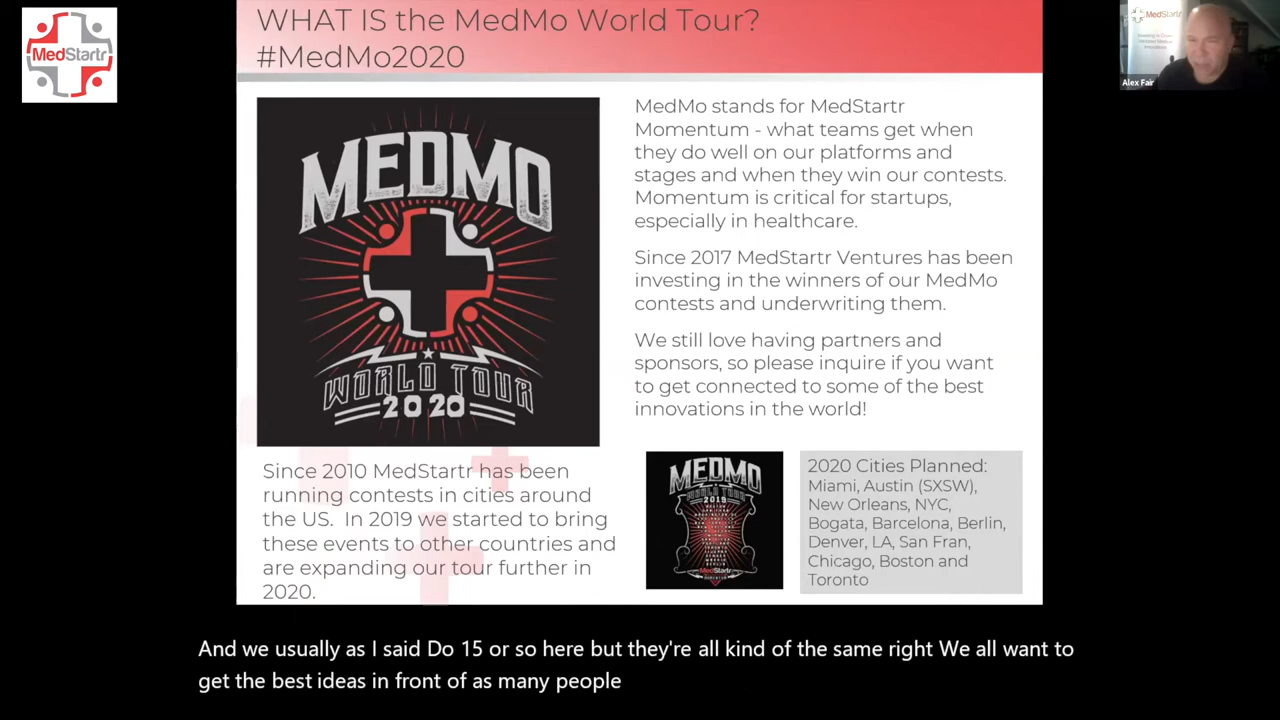 WHAT IS the MedMo World Tour?
#MedMo2020
MedStartr
MedStartr
Alex Fair
MEDMO
WORLD TOUR
2020
MedMo stands for MedStartr
Momentum - what teams get when
they do well on our platforms and
stages and when they win our contests.
Momentum is critical for startups,
especially in healthcare.
Since 2017 MedStartr Ventures has been
investing in the winners of our MedMo
contests and underwriting them.
We still love having partners and
sponsors, so please inquire if you want
to get connected to some of the best
innovations in the world!
Since 2010 MedStartr has been
running contests in cities around
the US. In 2019 we started to bring
these events to other countries and
are expanding our tour further in
2020.
MEDMO
WORLD TOUR
2019
MedStartr
2020 Cities Planned:
Miami, Austin (SXSW),
New Orleans, NYC,
Bogata, Barcelona, Berlin,
Denver, LA, San Fran,
Chicago, Boston and
Toronto
And we usually as I said Do 15 or so here but they're all kind of the same right We all want to
get the best ideas in front of as many people